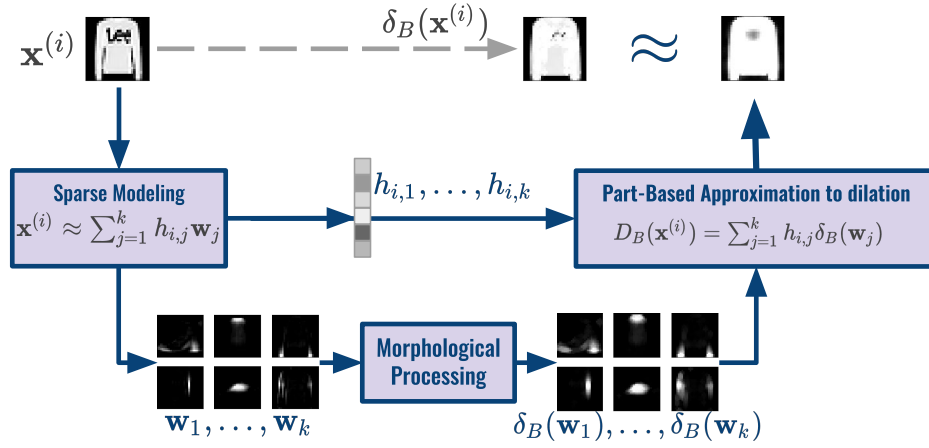 x^{(i)}
Lee
δ_B(x^{(i)})
≈
Sparse Modeling
x^{(i)} ≈ ∑_{j=1}^{k} h_{i,j} w_j
h_{i,1}, …, h_{i,k}
Part-Based Approximation to dilation
D_B(x^{(i)}) = ∑_{j=1}^{k} h_{i,j} δ_B(w_j)
Morphological
Processing
w_1, …, w_k
δ_B(w_1), …, δ_B(w_k)